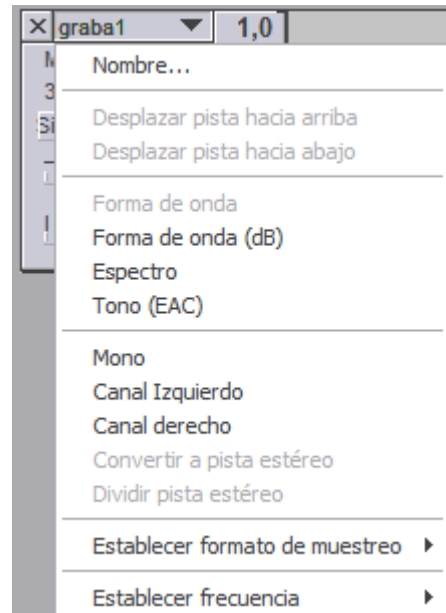 graba1
1,0
Nombre...
3
Si
Desplazar pista hacia arriba
Desplazar pista hacia abajo
Forma de onda
Forma de onda (dB)
Espectro
Tono (EAC)
Mono
Canal Izquierdo
Canal derecho
Convertir a pista estéreo
Dividir pista estéreo
Establecer formato de muestreo
Establecer frecuencia